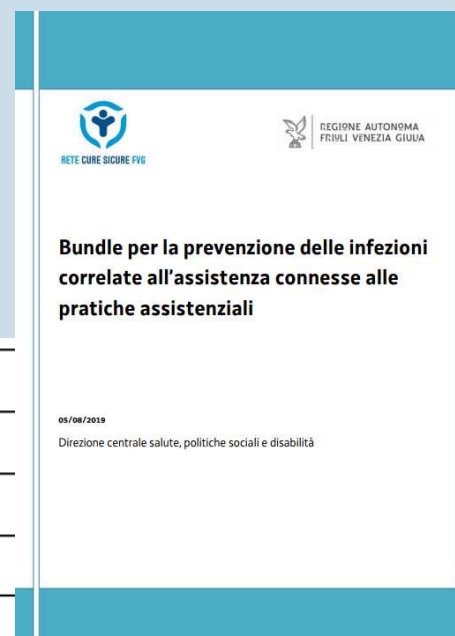 RETE CURE SICURE FVG
REGIONE AUTONOMA
FRIULI VENEZIA GIULIA
Bundle per la prevenzione delle infezioni
correlate all’assistenza connesse alle
pratiche assistenziali
05/08/2019
Direzione centrale salute, politiche sociali e disabilità